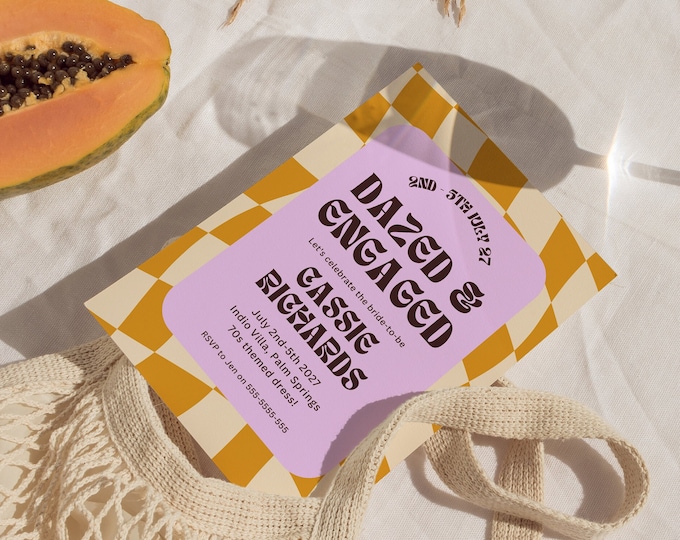 2ND - 5TH JULY 27
DAZED &
ENGAGED
Let's celebrate the bride-to-be
CASSIE
RICHARDS
July 2nd-5th 2027
Indio Villa, Palm Springs
70s themed dress!
RSVP to Jen on 555-5555-555